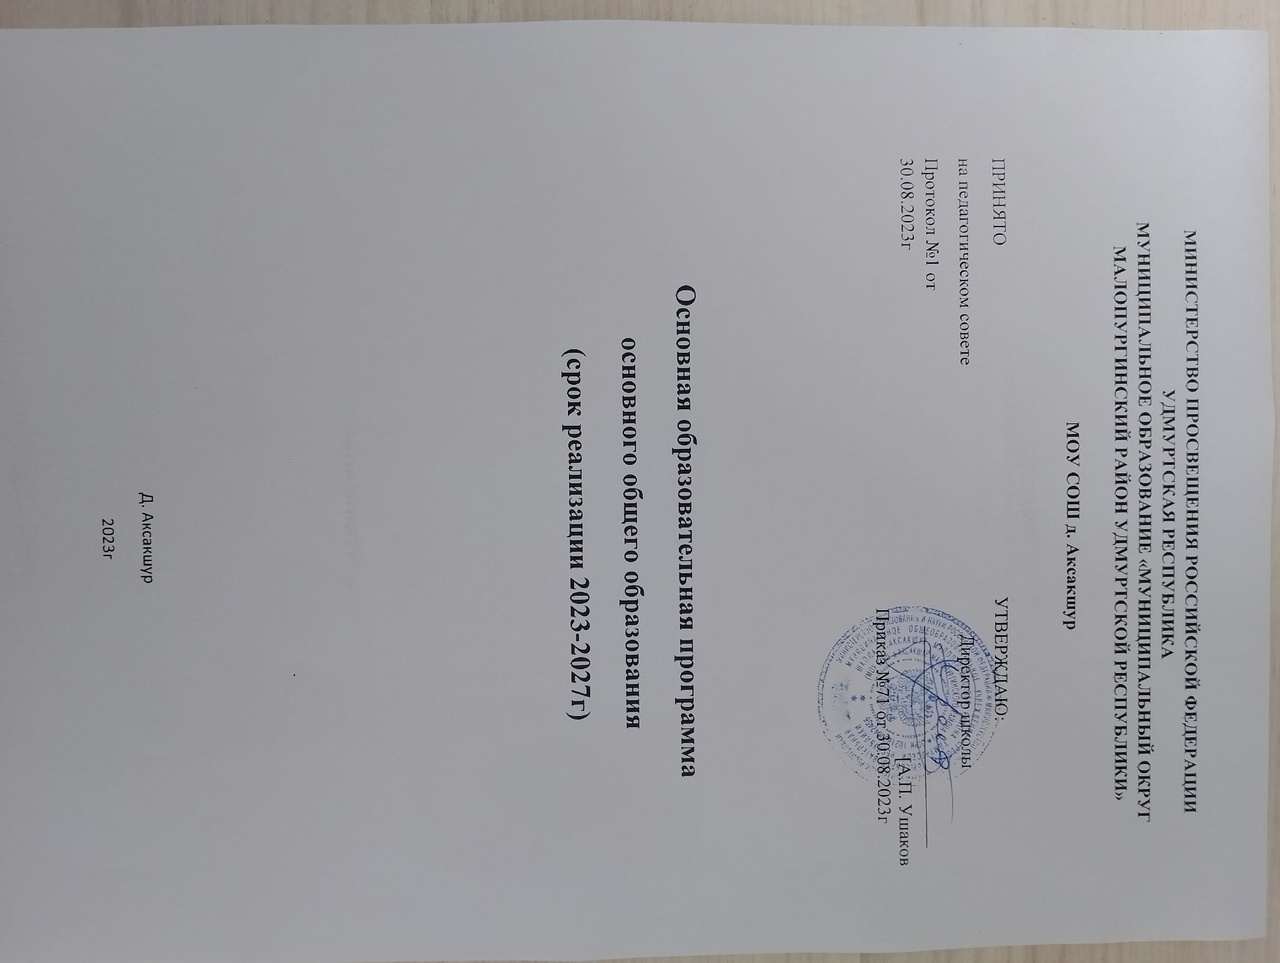 МИНИСТЕРСТВО ПРОСВЕЩЕНИЯ РОССИЙСКОЙ ФЕДЕРАЦИИ
УДМУРТСКАЯ РЕСПУБЛИКА
МУНИЦИПАЛЬНОЕ ОБРАЗОВАНИЕ «МУНИЦИПАЛЬНЫЙ ОКРУГ
МАЛОПУРГИНСКИЙ РАЙОН УДМУРТСКОЙ РЕСПУБЛИКИ»
МОУ СОШ д. Аксакшур
ПРИНЯТО
на педагогическом совете
Протокол №1 от
30.08.2023г
УТВЕРЖДАЮ:
Директор школы
[А.П. Ушаков
Приказ №71 от 30.08.2023г
Основная образовательная программа
основного общего образования
(срок реализации 2023-2027г)
Д. Аксакшур
2023г